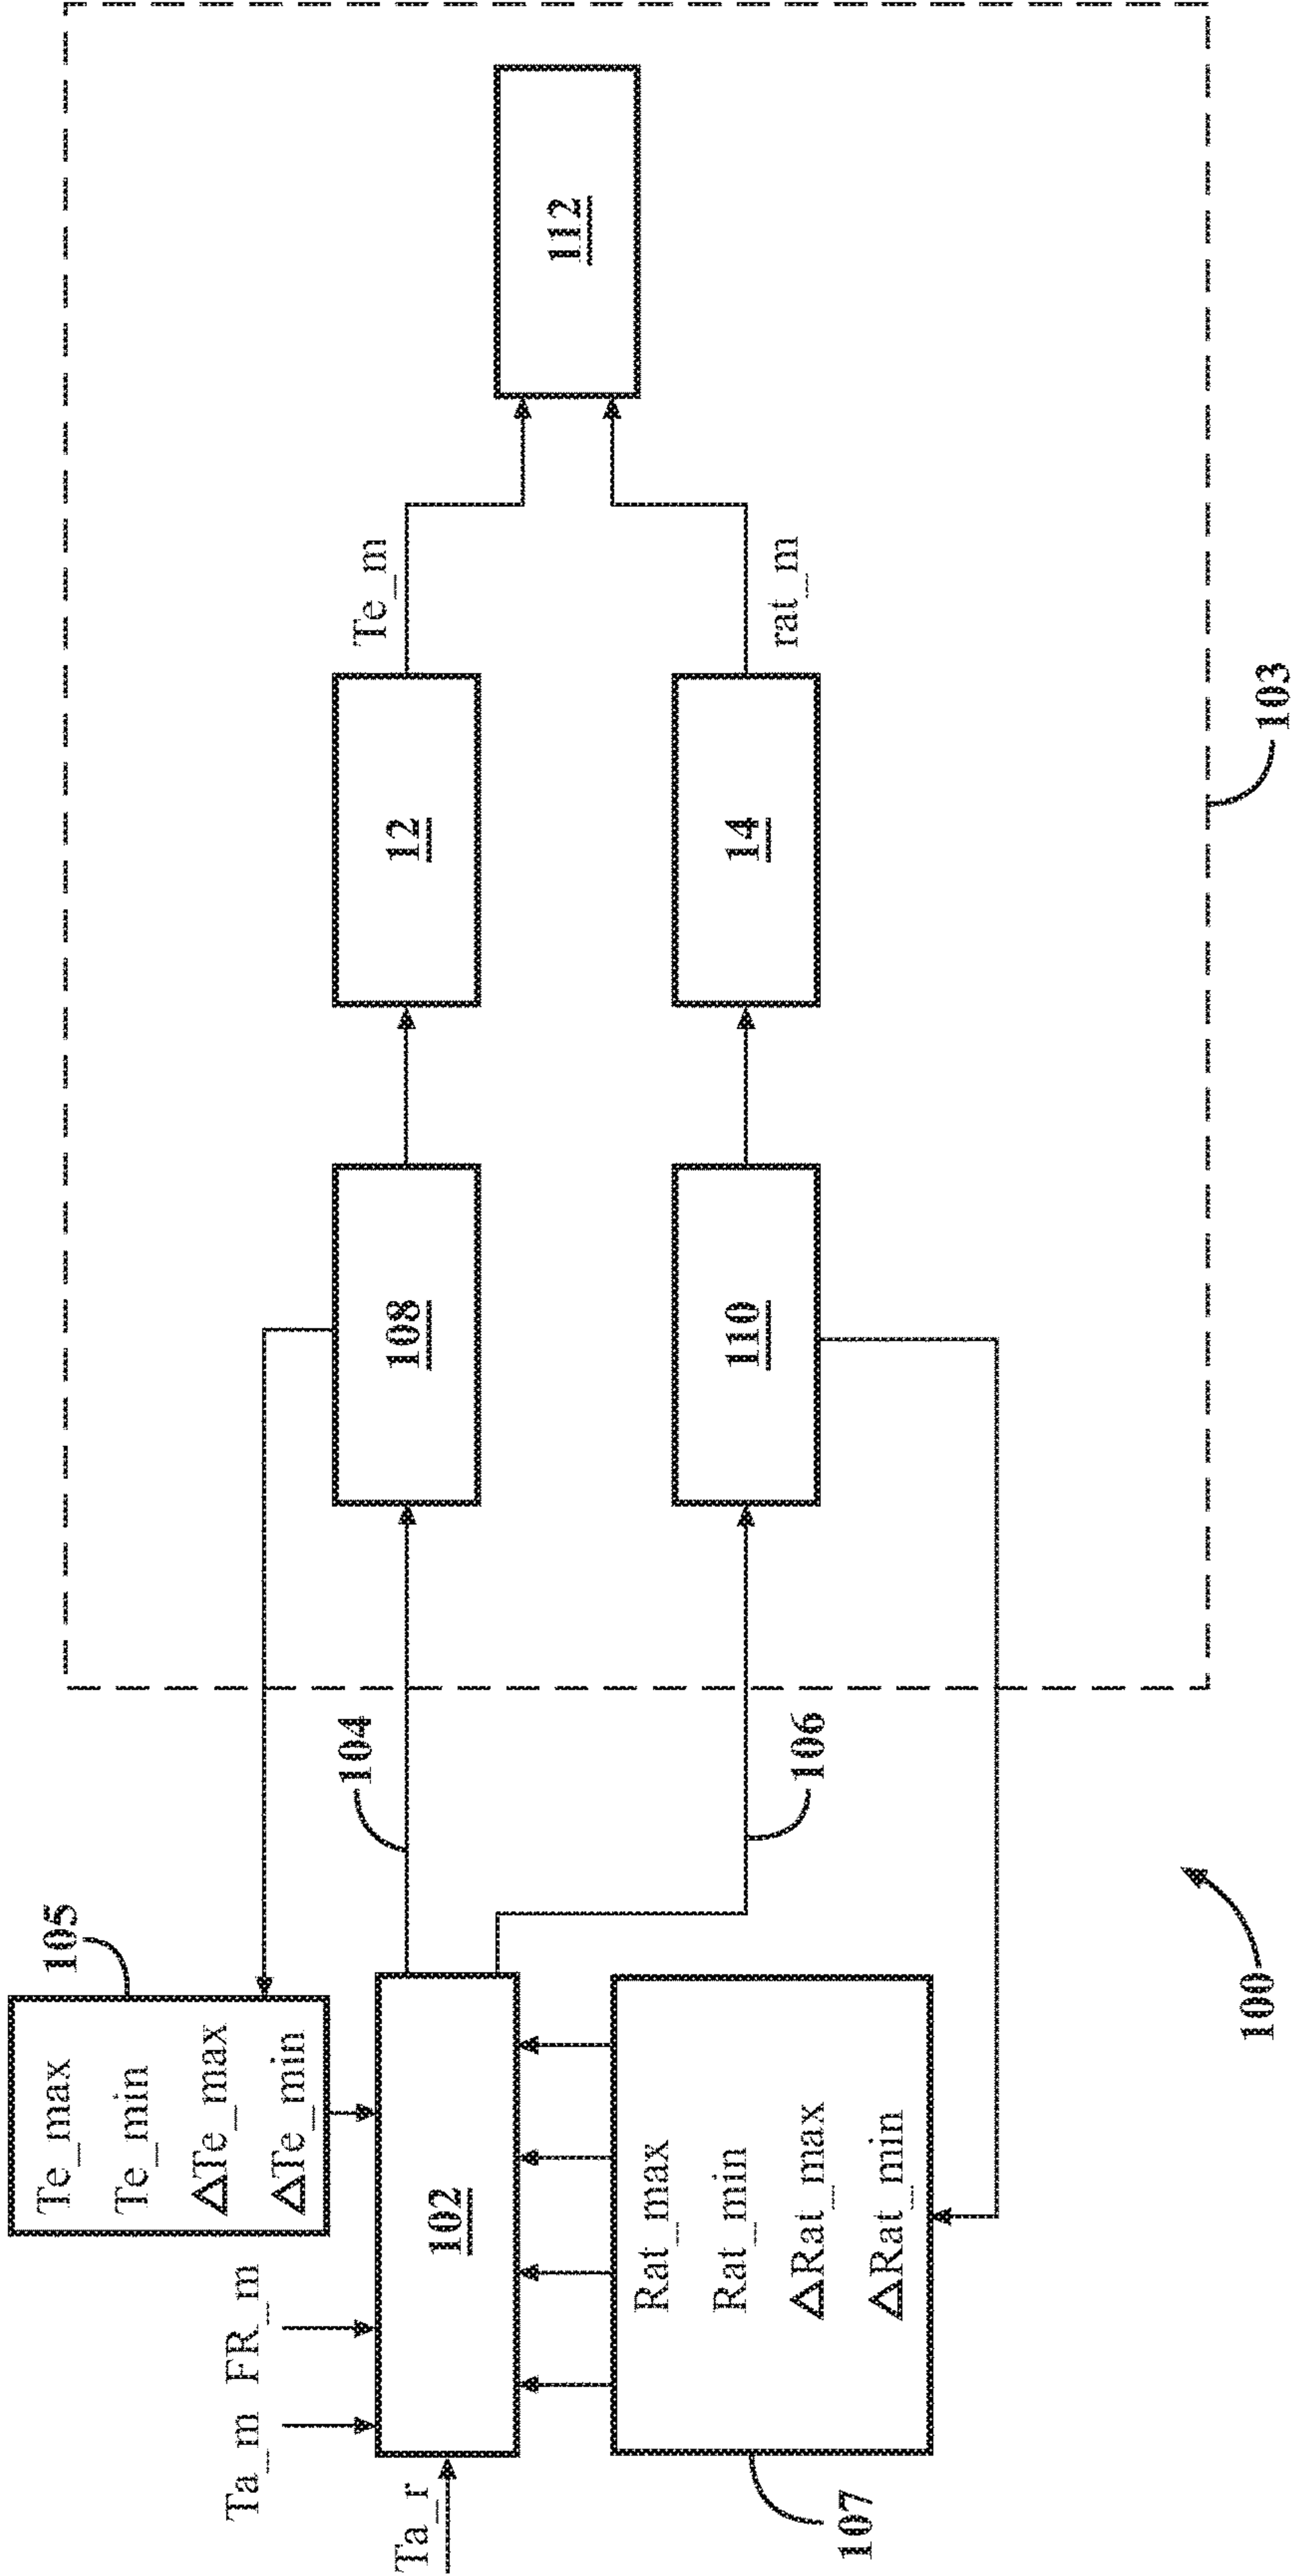 Te_max
Te_min
ΔTe_max
ΔTe_min
105
Ta_m
FR_m
Ta_r
102
104
106
Rat_max
Rat_min
ΔRat_max
ΔRat_min
107
108
110
12
14
Te_m
rat_m
112
103
100